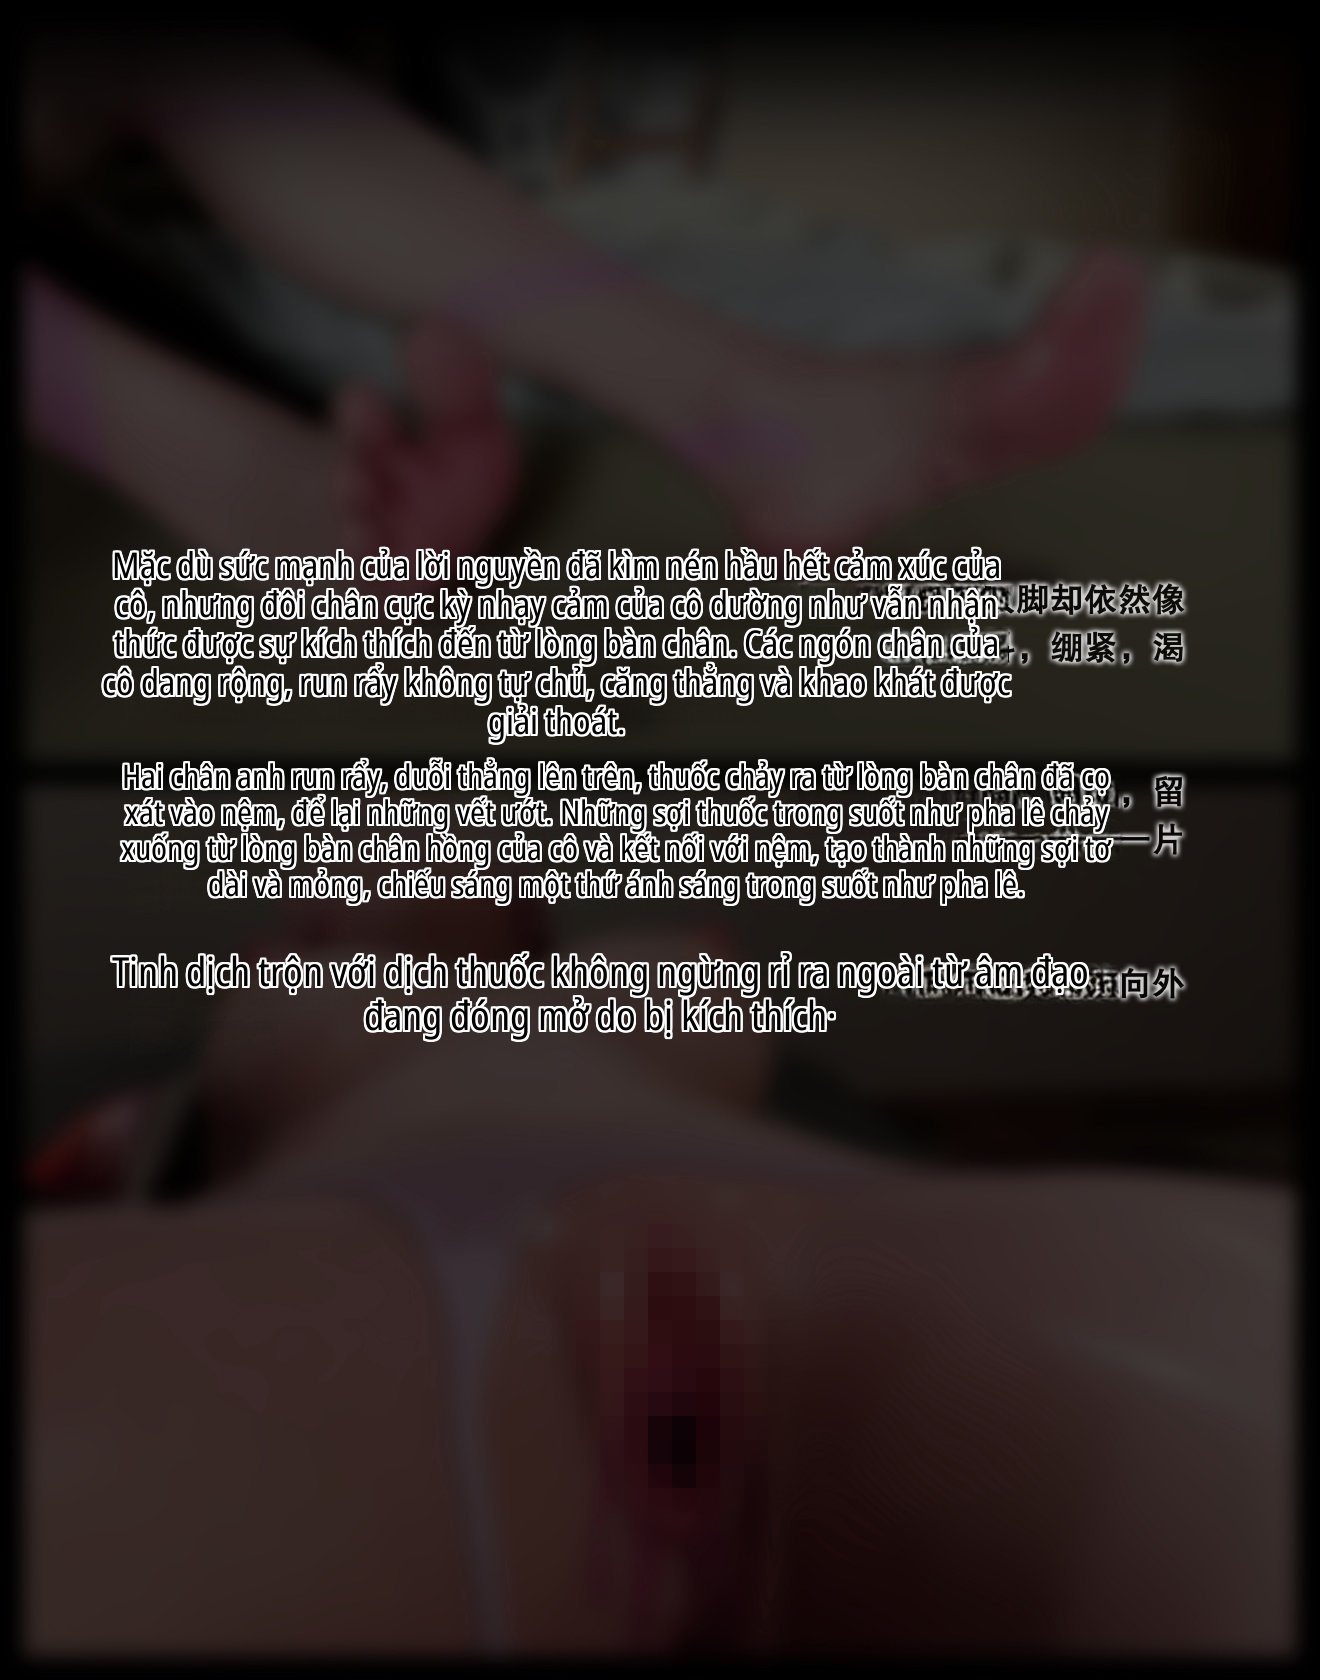 Mặc dù sức mạnh của lời nguyền đã kìm nén hầu hết cảm xúc của
cô, nhưng đôi chân cực kỳ nhạy cảm của cô dường như vẫn nhận
脚却依然像
thức được sự kích thích đến từ lòng bàn chân. Các ngón chân của
，绷紧，渴
cô dang rộng, run rẩy không tự chủ, căng thẳng và khao khát được
giải thoát.
Hai chân anh run rẩy, duỗi thẳng lên trên, thuốc chảy ra từ lòng bàn chân đã cọ
，留
xát vào nệm, để lại những vết ướt. Những sợi thuốc trong suốt như pha lê chảy
一片
xuống từ lòng bàn chân hồng của cô và kết nối với nệm, tạo thành những sợi tơ
dài và mỏng, chiếu sáng một thứ ánh sáng trong suốt như pha lê.
Tinh dịch trộn với dịch thuốc không ngừng rỉ ra ngoài từ âm đạo
向外
đang đóng mở do bị kích thích·